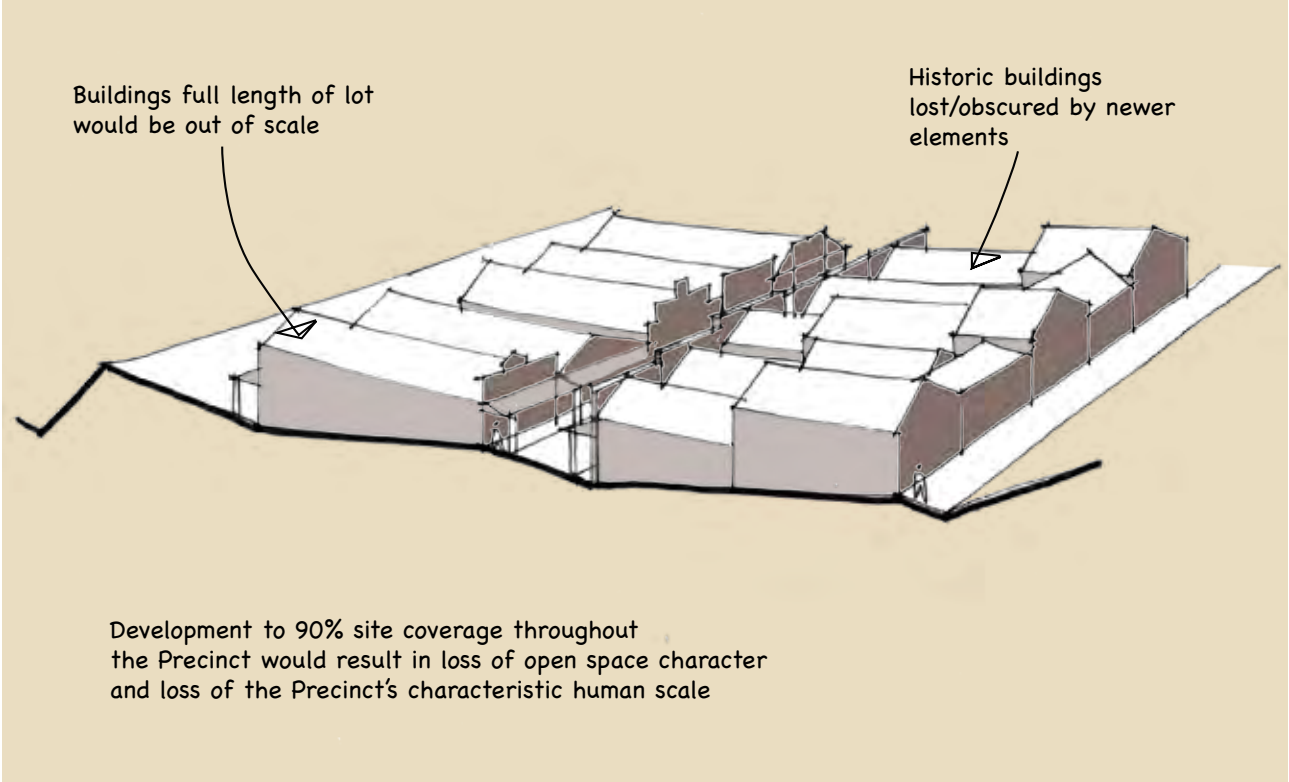 Buildings full length of lot
would be out of scale
Historic buildings
lost/obscured by newer
elements
Development to 90% site coverage throughout
the Precinct would result in loss of open space character
and loss of the Precinct's characteristic human scale